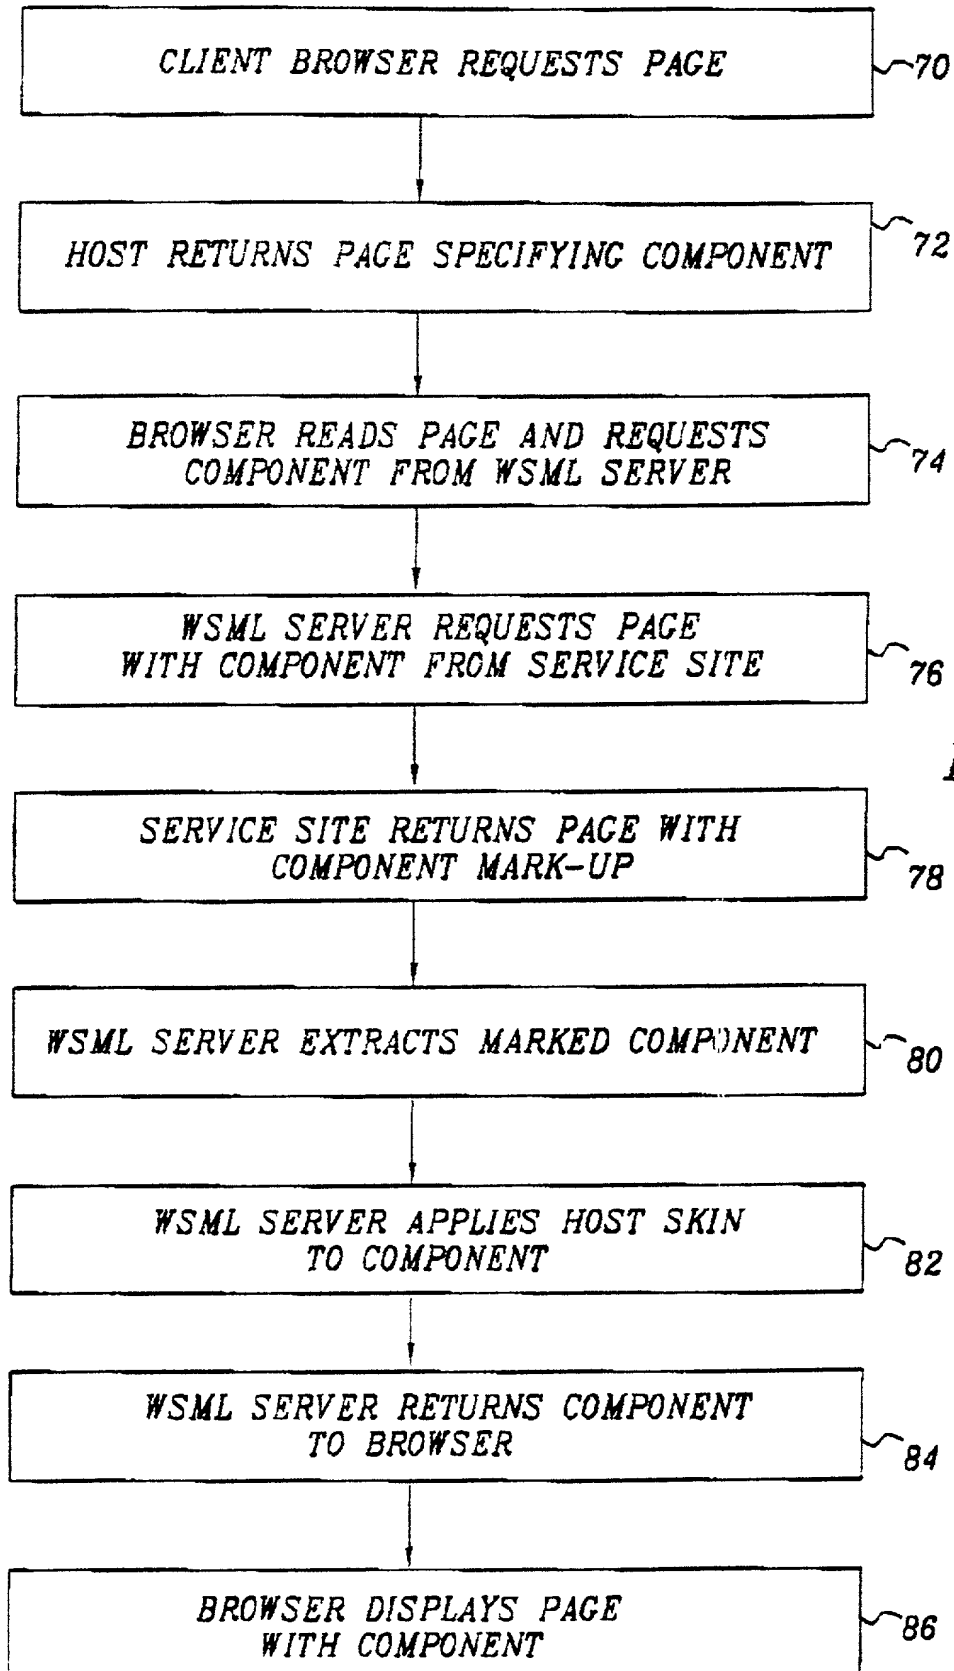 CLIENT BROWSER REQUESTS PAGE
70
HOST RETURNS PAGE SPECIFYING COMPONENT
72
BROWSER READS PAGE AND REQUESTS
COMPONENT FROM WSML SERVER
74
WSML SERVER REQUESTS PAGE
WITH COMPONENT FROM SERVICE SITE
76
SERVICE SITE RETURNS PAGE WITH
COMPONENT MARK-UP
78
WSML SERVER EXTRACTS MARKED COMPONENT
80
WSML SERVER APPLIES HOST SKIN
TO COMPONENT
82
WSML SERVER RETURNS COMPONENT
TO BROWSER
84
BROWSER DISPLAYS PAGE
WITH COMPONENT
86